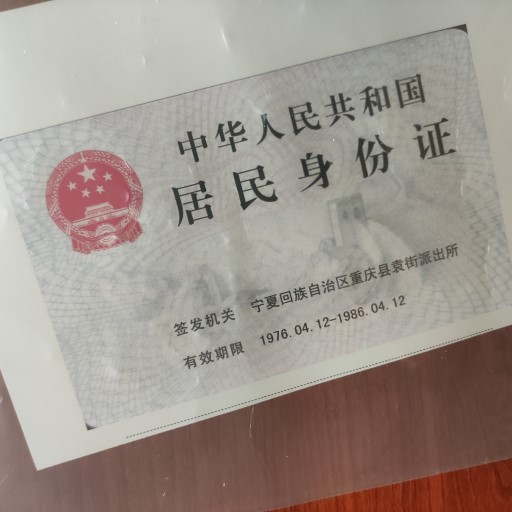 中华人民共和国
居民身份证
签发机关 宁夏回族自治区重庆县袁街派出所
有效期限 1976.04.12-1986.04.12